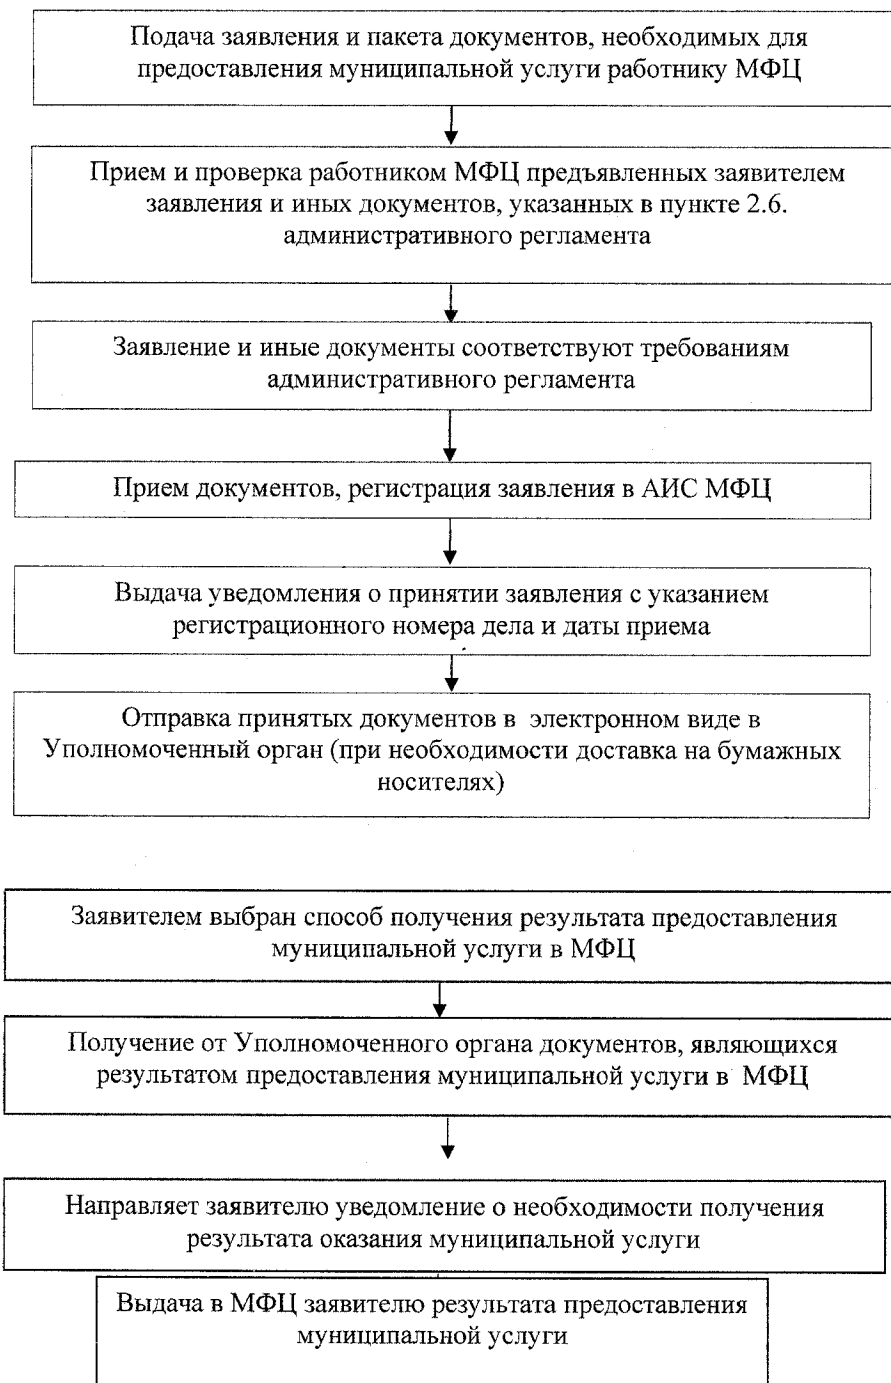 Подача заявления и пакета документов, необходимых для
предоставления муниципальной услуги работнику МФЦ
Прием и проверка работником МФЦ предъявленных заявителем
заявления и иных документов, указанных в пункте 2.6.
административного регламента
Заявление и иные документы соответствуют требованиям
административного регламента
Прием документов, регистрация заявления в АИС МФЦ
Выдача уведомления о принятии заявления с указанием
регистрационного номера дела и даты приема
Отправка принятых документов в электронном виде в
Уполномоченный орган (при необходимости доставка на бумажных
носителях)
Заявителем выбран способ получения результата предоставления
муниципальной услуги в МФЦ
Получение от Уполномоченного органа документов, являющихся
результатом предоставления муниципальной услуги в МФЦ
Направляет заявителю уведомление о необходимости получения
результата оказания муниципальной услуги
Выдача в МФЦ заявителю результата предоставления
муниципальной услуги